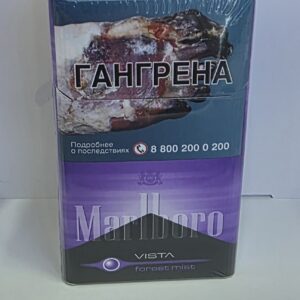 ГАНГРЕНА
Подробнее
о последствиях 8 800 200 0 200
Marlboro
VISTA
forest mist